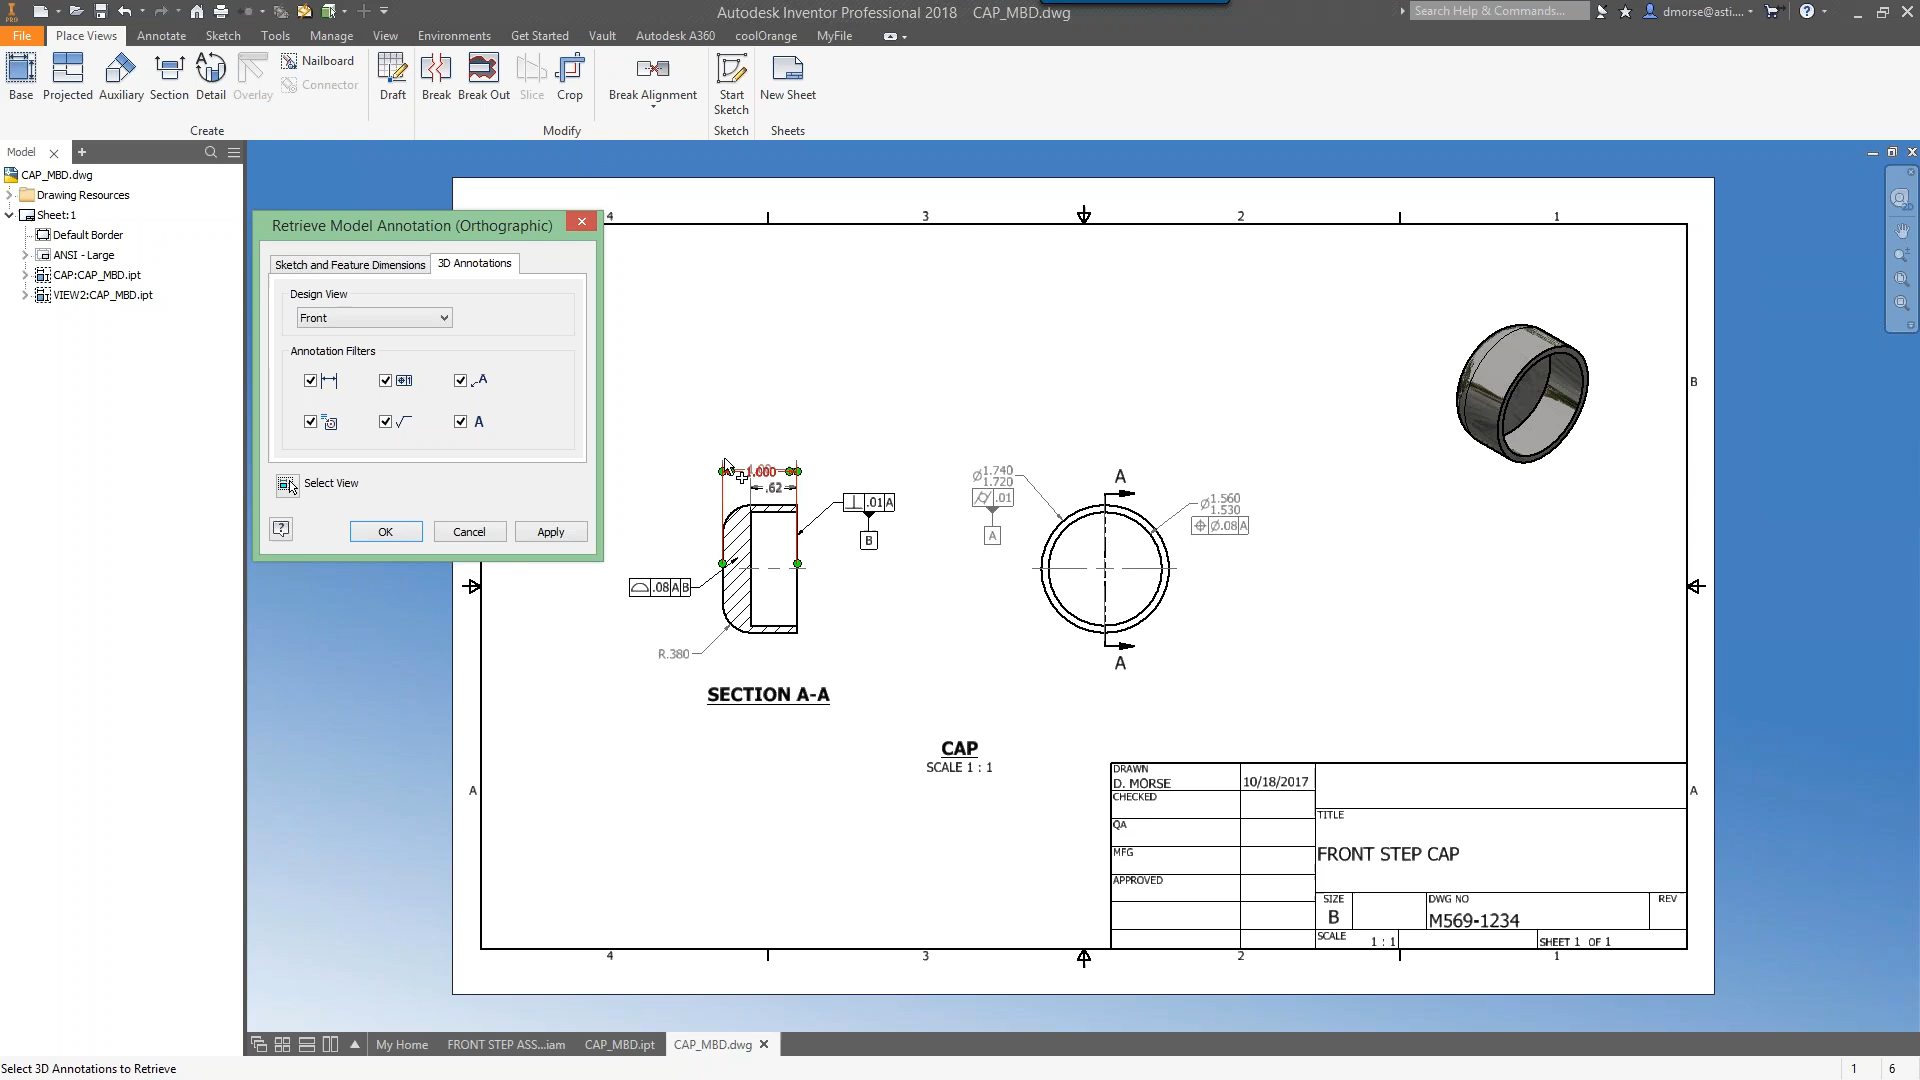 PRO
Autodesk Inventor Professional 2018 CAP_MBD.dwg
Search Help & Commands...
dmorse@asti....
File Place Views Annotate Sketch Tools Manage View Environments Get Started Vault Autodesk A360 coolOrange MyFile
Base Projected Auxiliary Section Detail Overlay
Nailboard
Connector
Draft
Break Break Out Slice Crop
Break Alignment
Start
Sketch
New Sheet
Create
Modify
Sketch
Sheets
Model
CAP_MBD.dwg
Drawing Resources
Sheet:1
Default Border
ANSI - Large
CAP:CAP_MBD.ipt
VIEW2:CAP_MBD.ipt
Retrieve Model Annotation (Orthographic)
Sketch and Feature Dimensions 3D Annotations
Design View
Front
Annotation Filters
A
A
Select View
OK Cancel Apply
4 3 2 1
B
1.000
.62
⊥ .01 A
B
⌓ .08 A B
R.380
SECTION A-A
Ø1.740
1.720
⌭ .01
A
A
A
Ø1.560
1.530
⌖ Ø.08 A
CAP
SCALE 1 : 1
A
A
DRAWN
D. MORSE
10/18/2017
CHECKED
QA
MFG
APPROVED
TITLE
FRONT STEP CAP
SIZE
B
DWG NO
M569-1234
REV
SCALE
1 : 1
SHEET 1 OF 1
4 3 2 1
My Home FRONT STEP ASS...iam CAP_MBD.ipt CAP_MBD.dwg
Select 3D Annotations to Retrieve
1 6